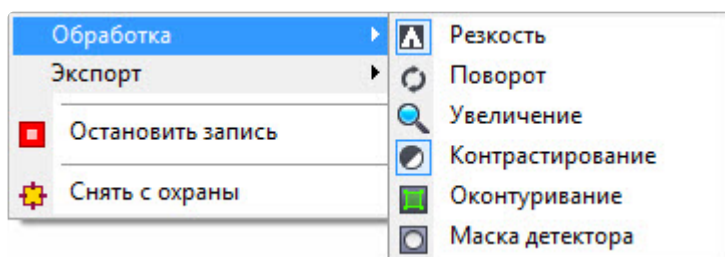 Обработка
Экспорт
Остановить запись
Снять с охраны
Резкость
Поворот
Увеличение
Контрастирование
Оконтуривание
Маска детектора